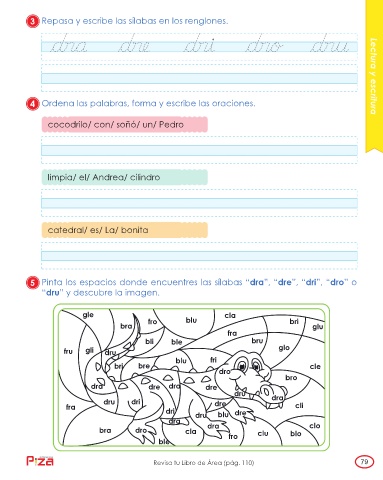 3 Repasa y escribe las sílabas en los renglones.
dra dre dri dro dru
Lectura y escritura
4 Ordena las palabras, forma y escribe las oraciones.
cocodrilo/ con/ soñó/ un/ Pedro
limpia/ el/ Andrea/ cilindro
catedral/ es/ La/ bonita
5 Pinta los espacios donde encuentres las sílabas “dra”, “dre”, “dri”, “dro” o
“dru” y descubre la imagen.
gle cla
bra fro blu bri
glu
fra
bli ble bru
glo
fru gli dru
blu fri
bri bre cle
dro
bro
dra dre dra dre
dru
dra
dru dri dre cli
fra dri
dru blu dre
dra
dra clo
bra dro cla fro clu blo
ble
Piza
Revisa tu Libro de Área (pág. 110)
79